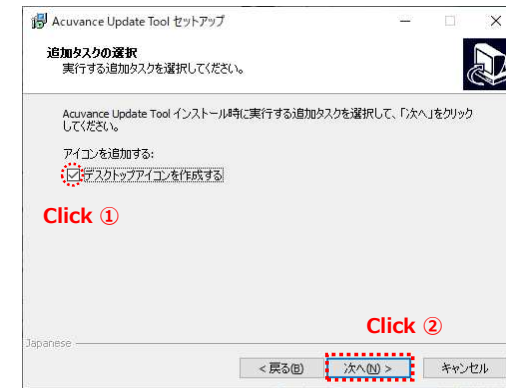 Acuvance Update Tool セットアップ
追加タスクの選択
実行する追加タスクを選択してください。
Acuvance Update Tool インストール時に実行する追加タスクを選択して、「次へ」をクリック
してください。
アイコンを追加する:
デスクトップアイコンを作成する
Click ①
Click ②
Japanese
< 戻る(B)
次へ(N) >
キャンセル